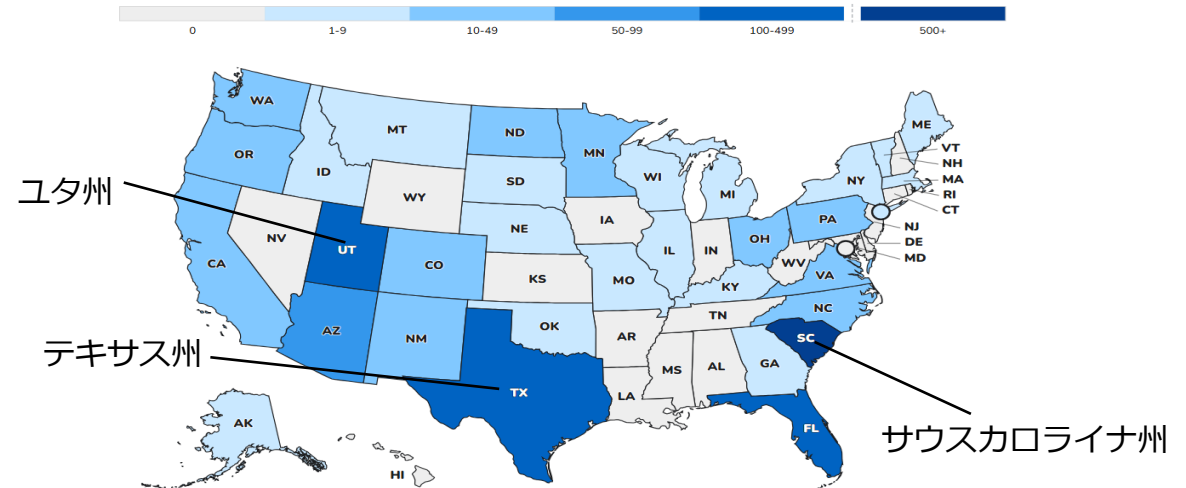 0 1-9 10-49 50-99 100-499 500+
WA
MT
ND
MN
ME
VT
NH
MA
RI
CT
OR
ID
SD
WI
MI
NY
ユタ州
WY
NE
IA
PA
NJ
DE
MD
NV
UT
CO
KS
IL
IN
OH
WV
VA
CA
MO
KY
NC
AZ
NM
OK
TN
AR
SC
テキサス州
TX
MS
AL
GA
LA
AK
FL
サウスカロライナ州
HI